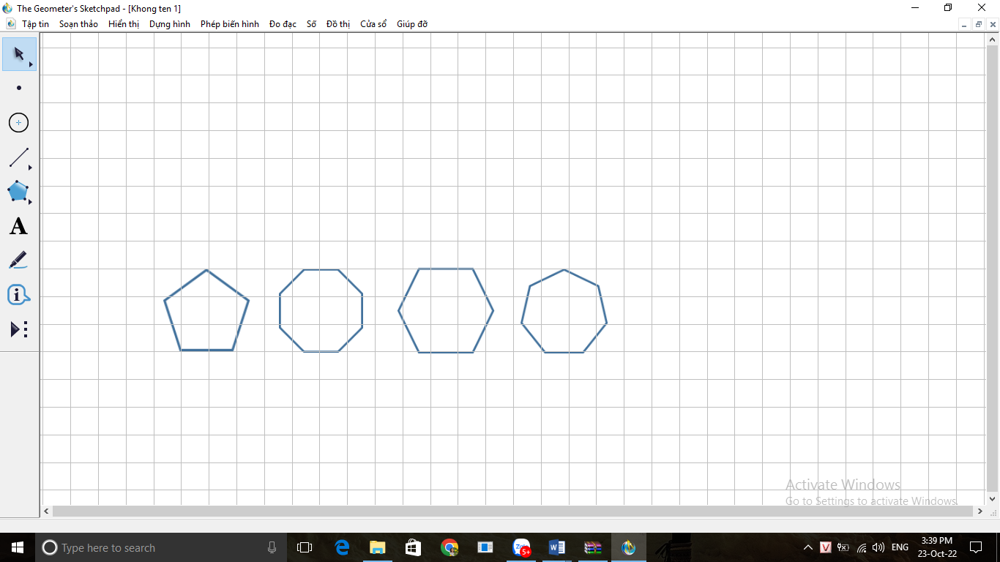 The Geometer's Sketchpad - [Khong ten 1]
Tập tin Soạn thảo Hiển thị Dựng hình Phép biến hình Đo đạc Số Đồ thị Cửa sổ Giúp đỡ
A
i
Activate Windows
Go to Settings to activate Windows.
Type here to search
5+
W
V
ENG
3:39 PM
23-Oct-22